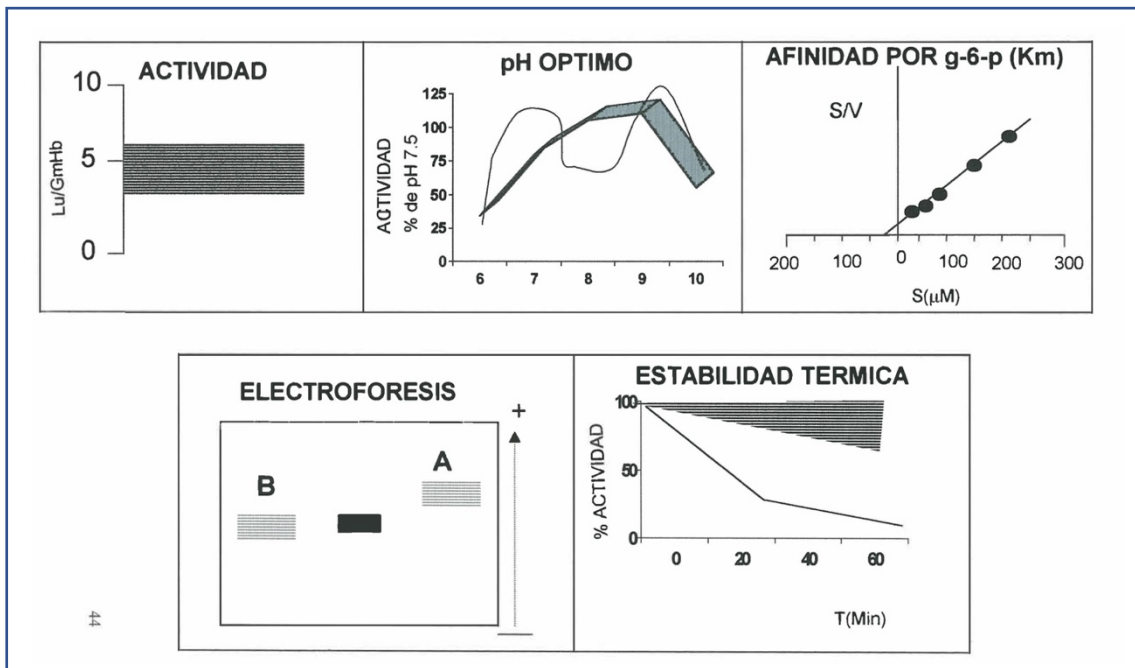 ACTIVIDAD
10
5
0
Lu/GmHb
pH OPTIMO
125
100
75
50
25
0
ACTIVIDAD
% de pH 7.5
6 7 8 9 10
AFINIDAD POR g-6-p (Km)
S/V
200 100 0 100 200 300
S(µM)
ELECTROFORESIS
+
A
B
ESTABILIDAD TERMICA
100
50
0
% ACTIVIDAD
0 20 40 60
T(Min)
44